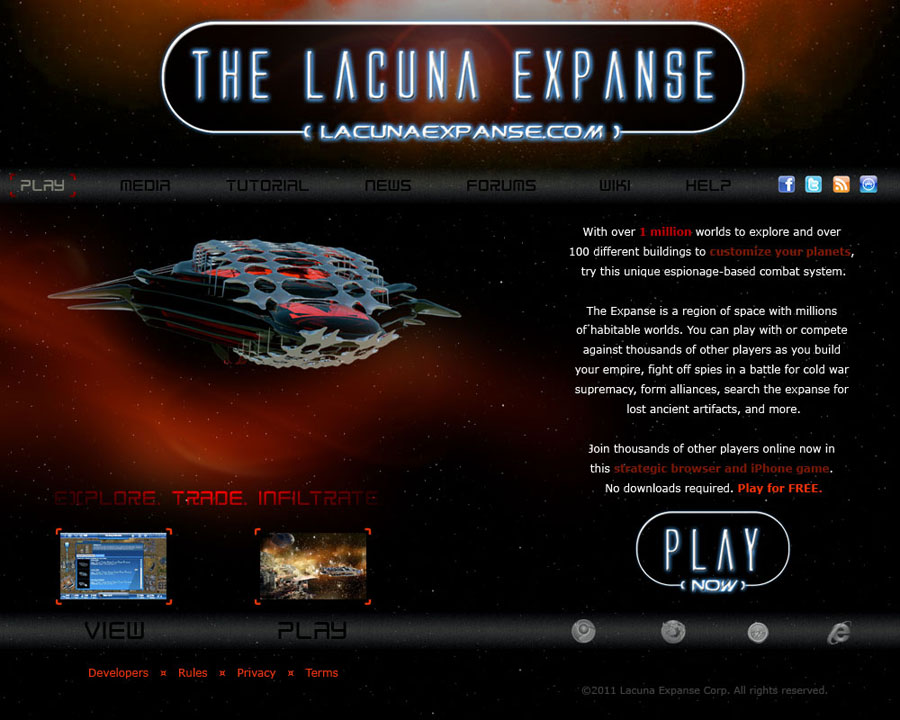 THE LACUNA EXPANSE
LACUNAEXPANSE.COM
PLAY MEDIA TUTORIAL NEWS FORUMS WIKI HELP
With over 1 million worlds to explore and over
100 different buildings to customize your planets,
try this unique espionage-based combat system.
The Expanse is a region of space with millions
of habitable worlds. You can play with or compete
against thousands of other players as you build
your empire, fight off spies in a battle for cold war
supremacy, form alliances, search the expanse for
lost ancient artifacts, and more.
Join thousands of other players online now in
this strategic browser and iPhone game.
No downloads required. Play for FREE.
EXPLORE. TRADE. INFILTRATE
PLAY
NOW
VIEW PLAY
Developers ¤ Rules ¤ Privacy ¤ Terms
©2011 Lacuna Expanse Corp. All rights reserved.